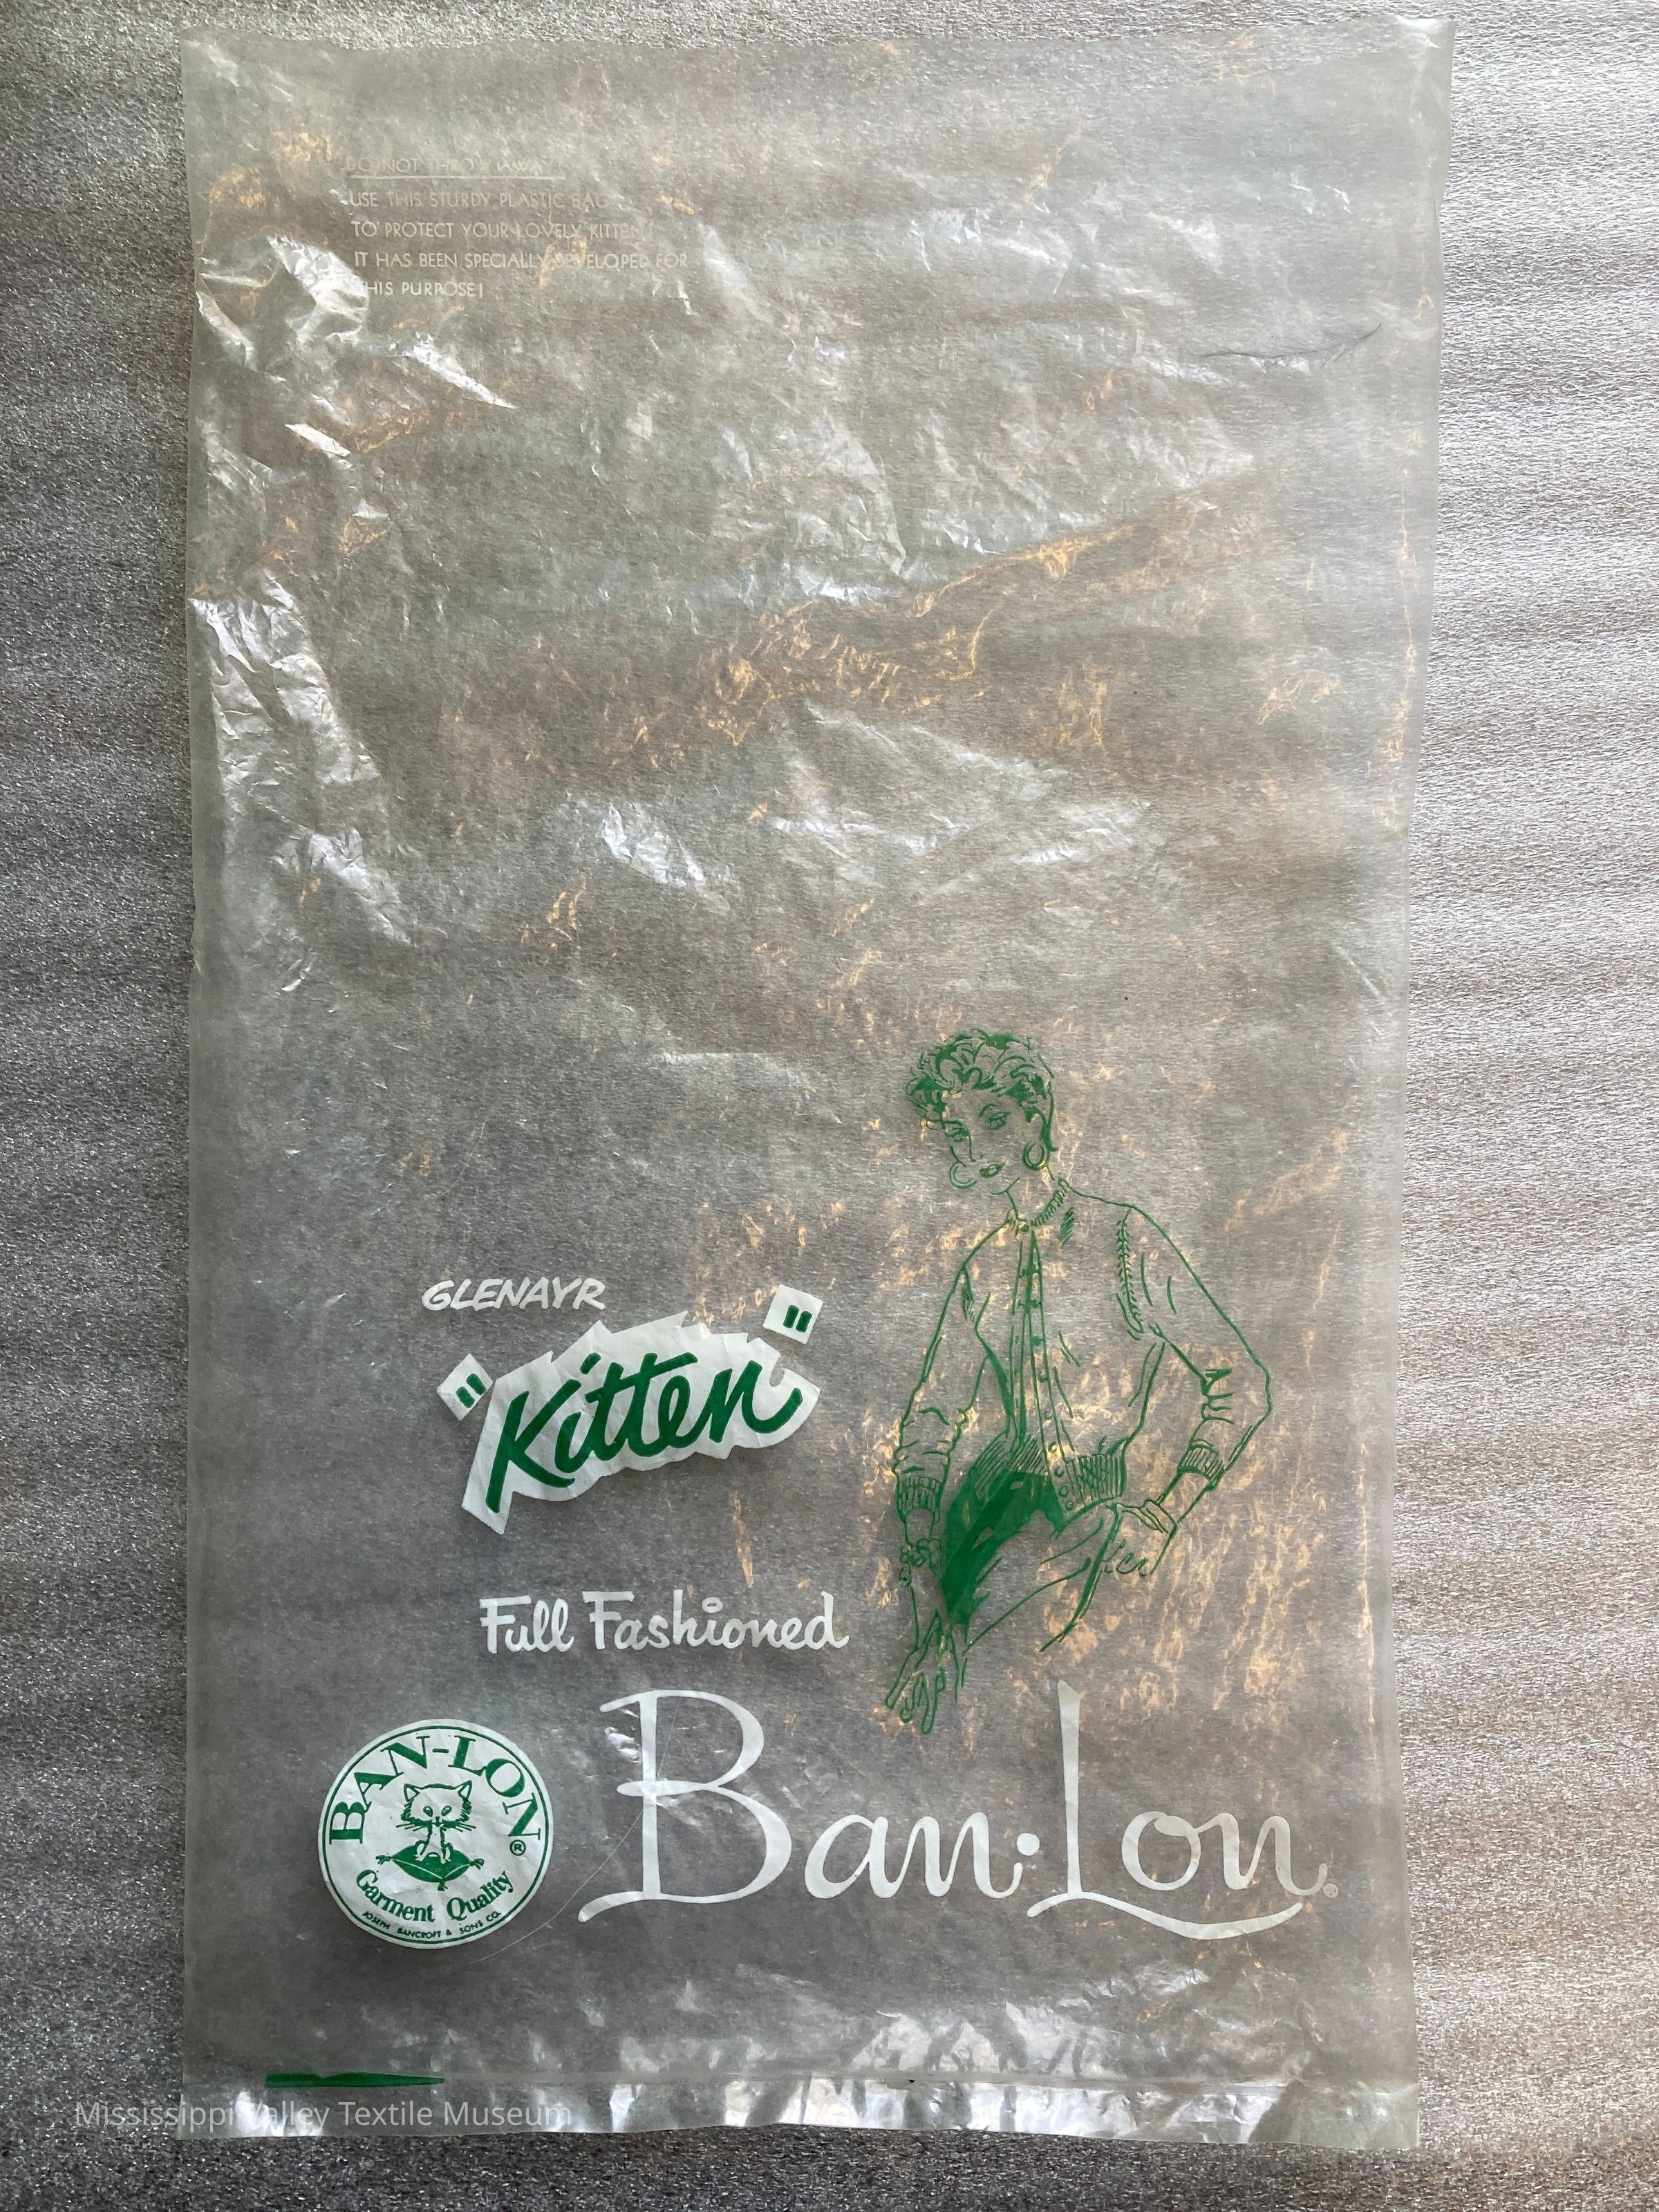 DO NOT THROW AWAY
USE THIS STURDY PLASTIC BAG
TO PROTECT YOUR LOVELY KITTEN
IT HAS BEEN SPECIALLY DEVELOPED FOR
THIS PURPOSE!
GLENAYR
"Kitten"
Full Fashioned
Ban·Lon®
BAN-LON®
Garment Quality
JOSEPH BANCROFT & SONS CO.
Mississippi Valley Textile Museum